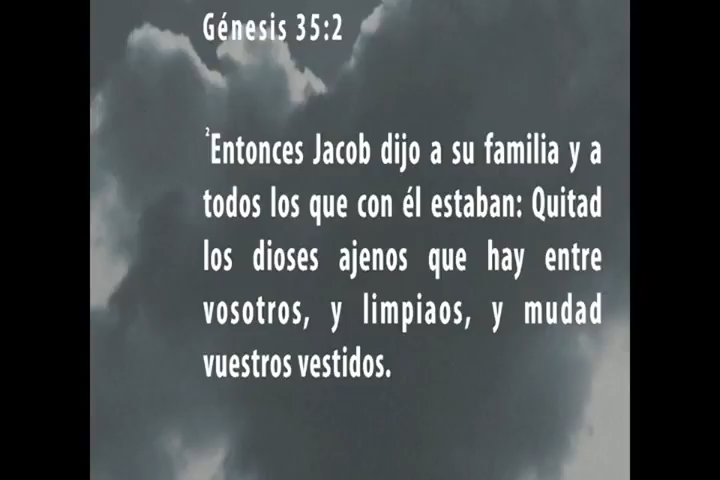 Génesis 35:2
²Entonces Jacob dijo a su familia y a
todos los que con él estaban: Quitad
los dioses ajenos que hay entre
vosotros, y limpiaos, y mudad
vuestros vestidos.